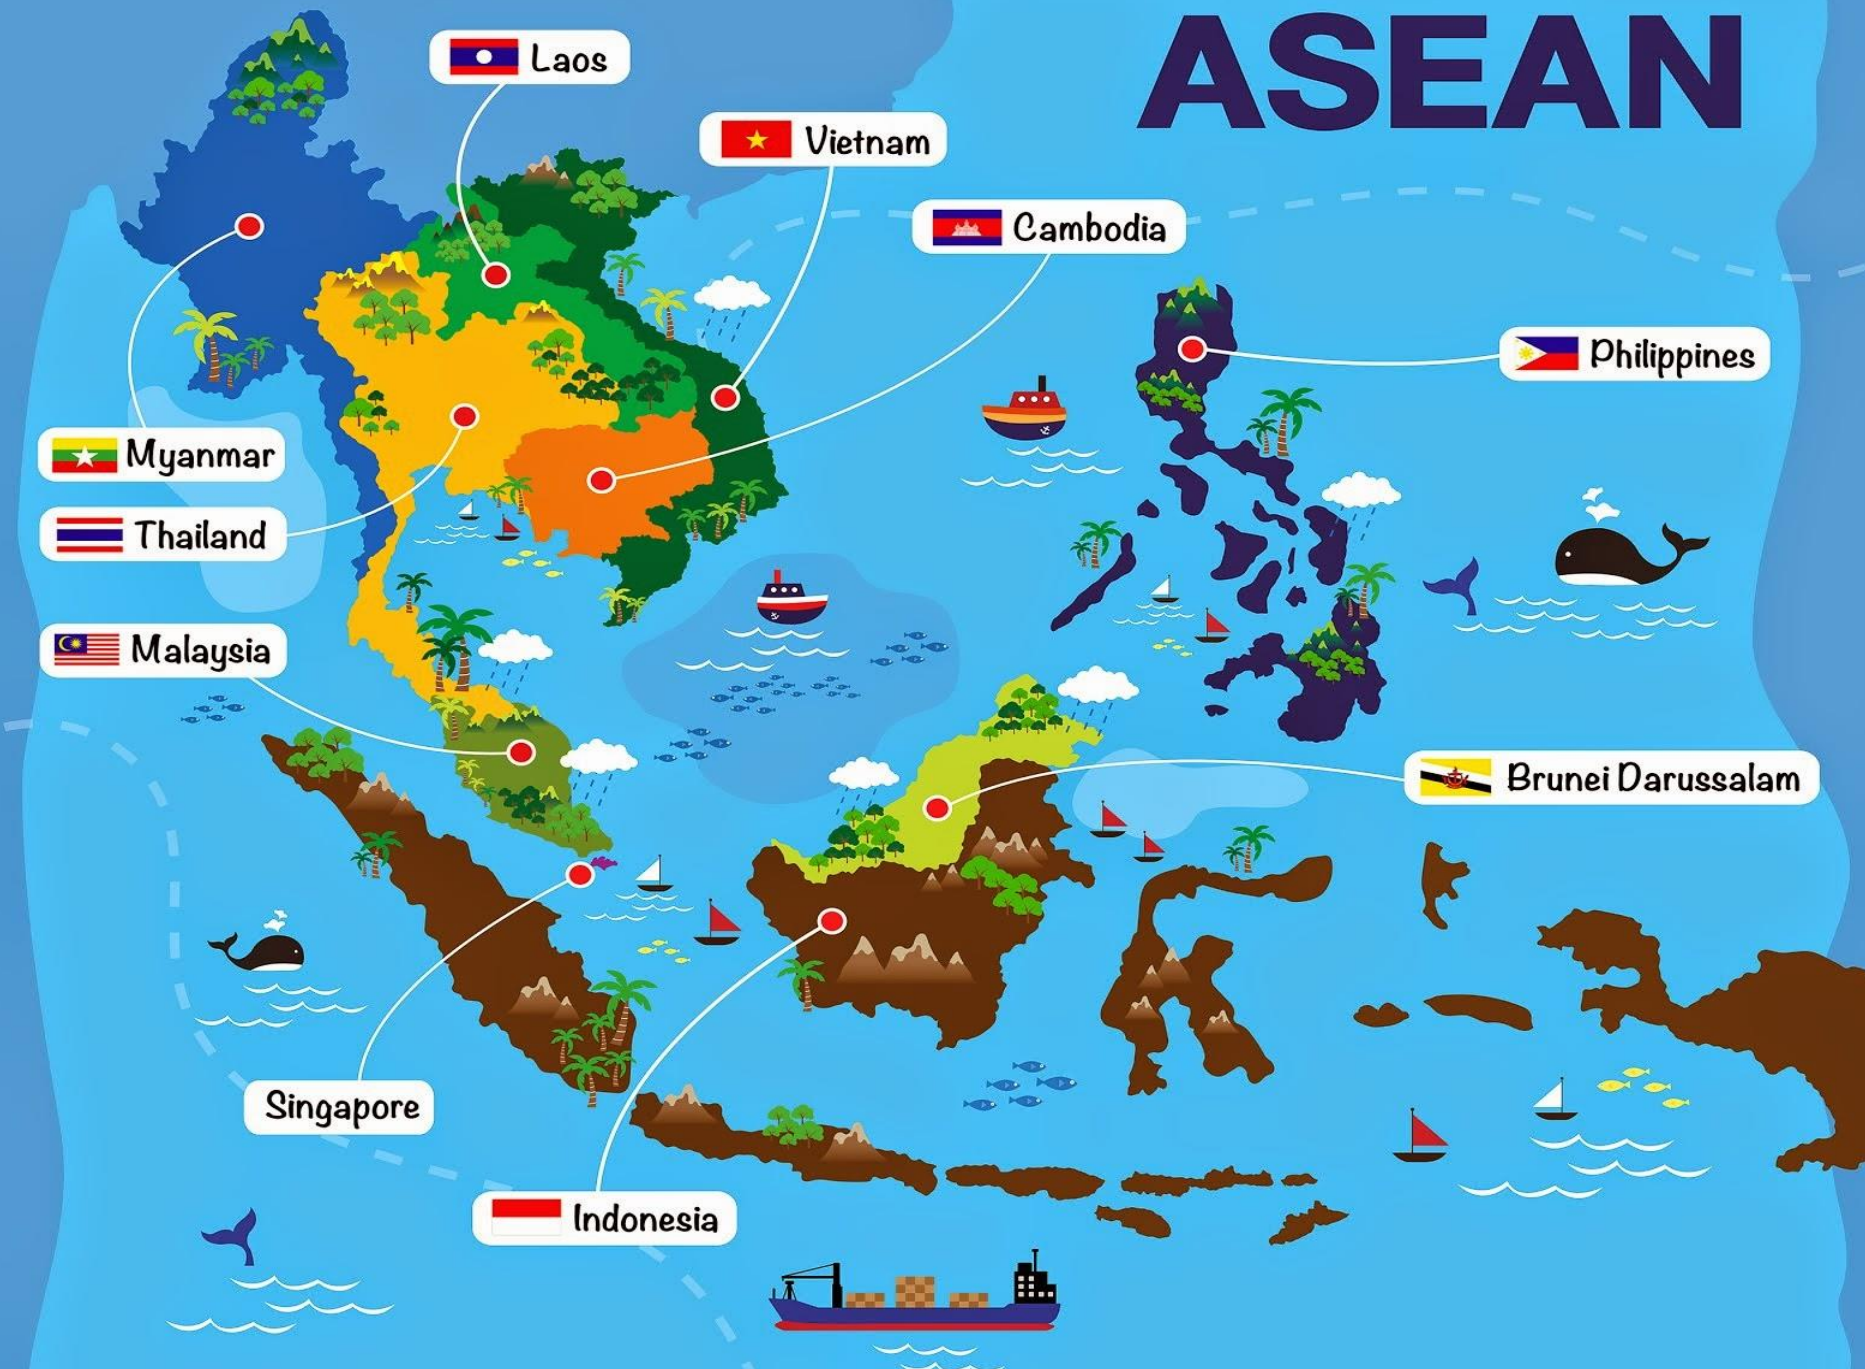 ASEAN
Laos
Vietnam
Cambodia
Philippines
Myanmar
Thailand
Malaysia
Brunei Darussalam
Singapore
Indonesia